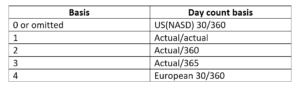 Basis Day count basis
0 or omitted US(NASD) 30/360
1 Actual/actual
2 Actual/360
3 Actual/365
4 European 30/360